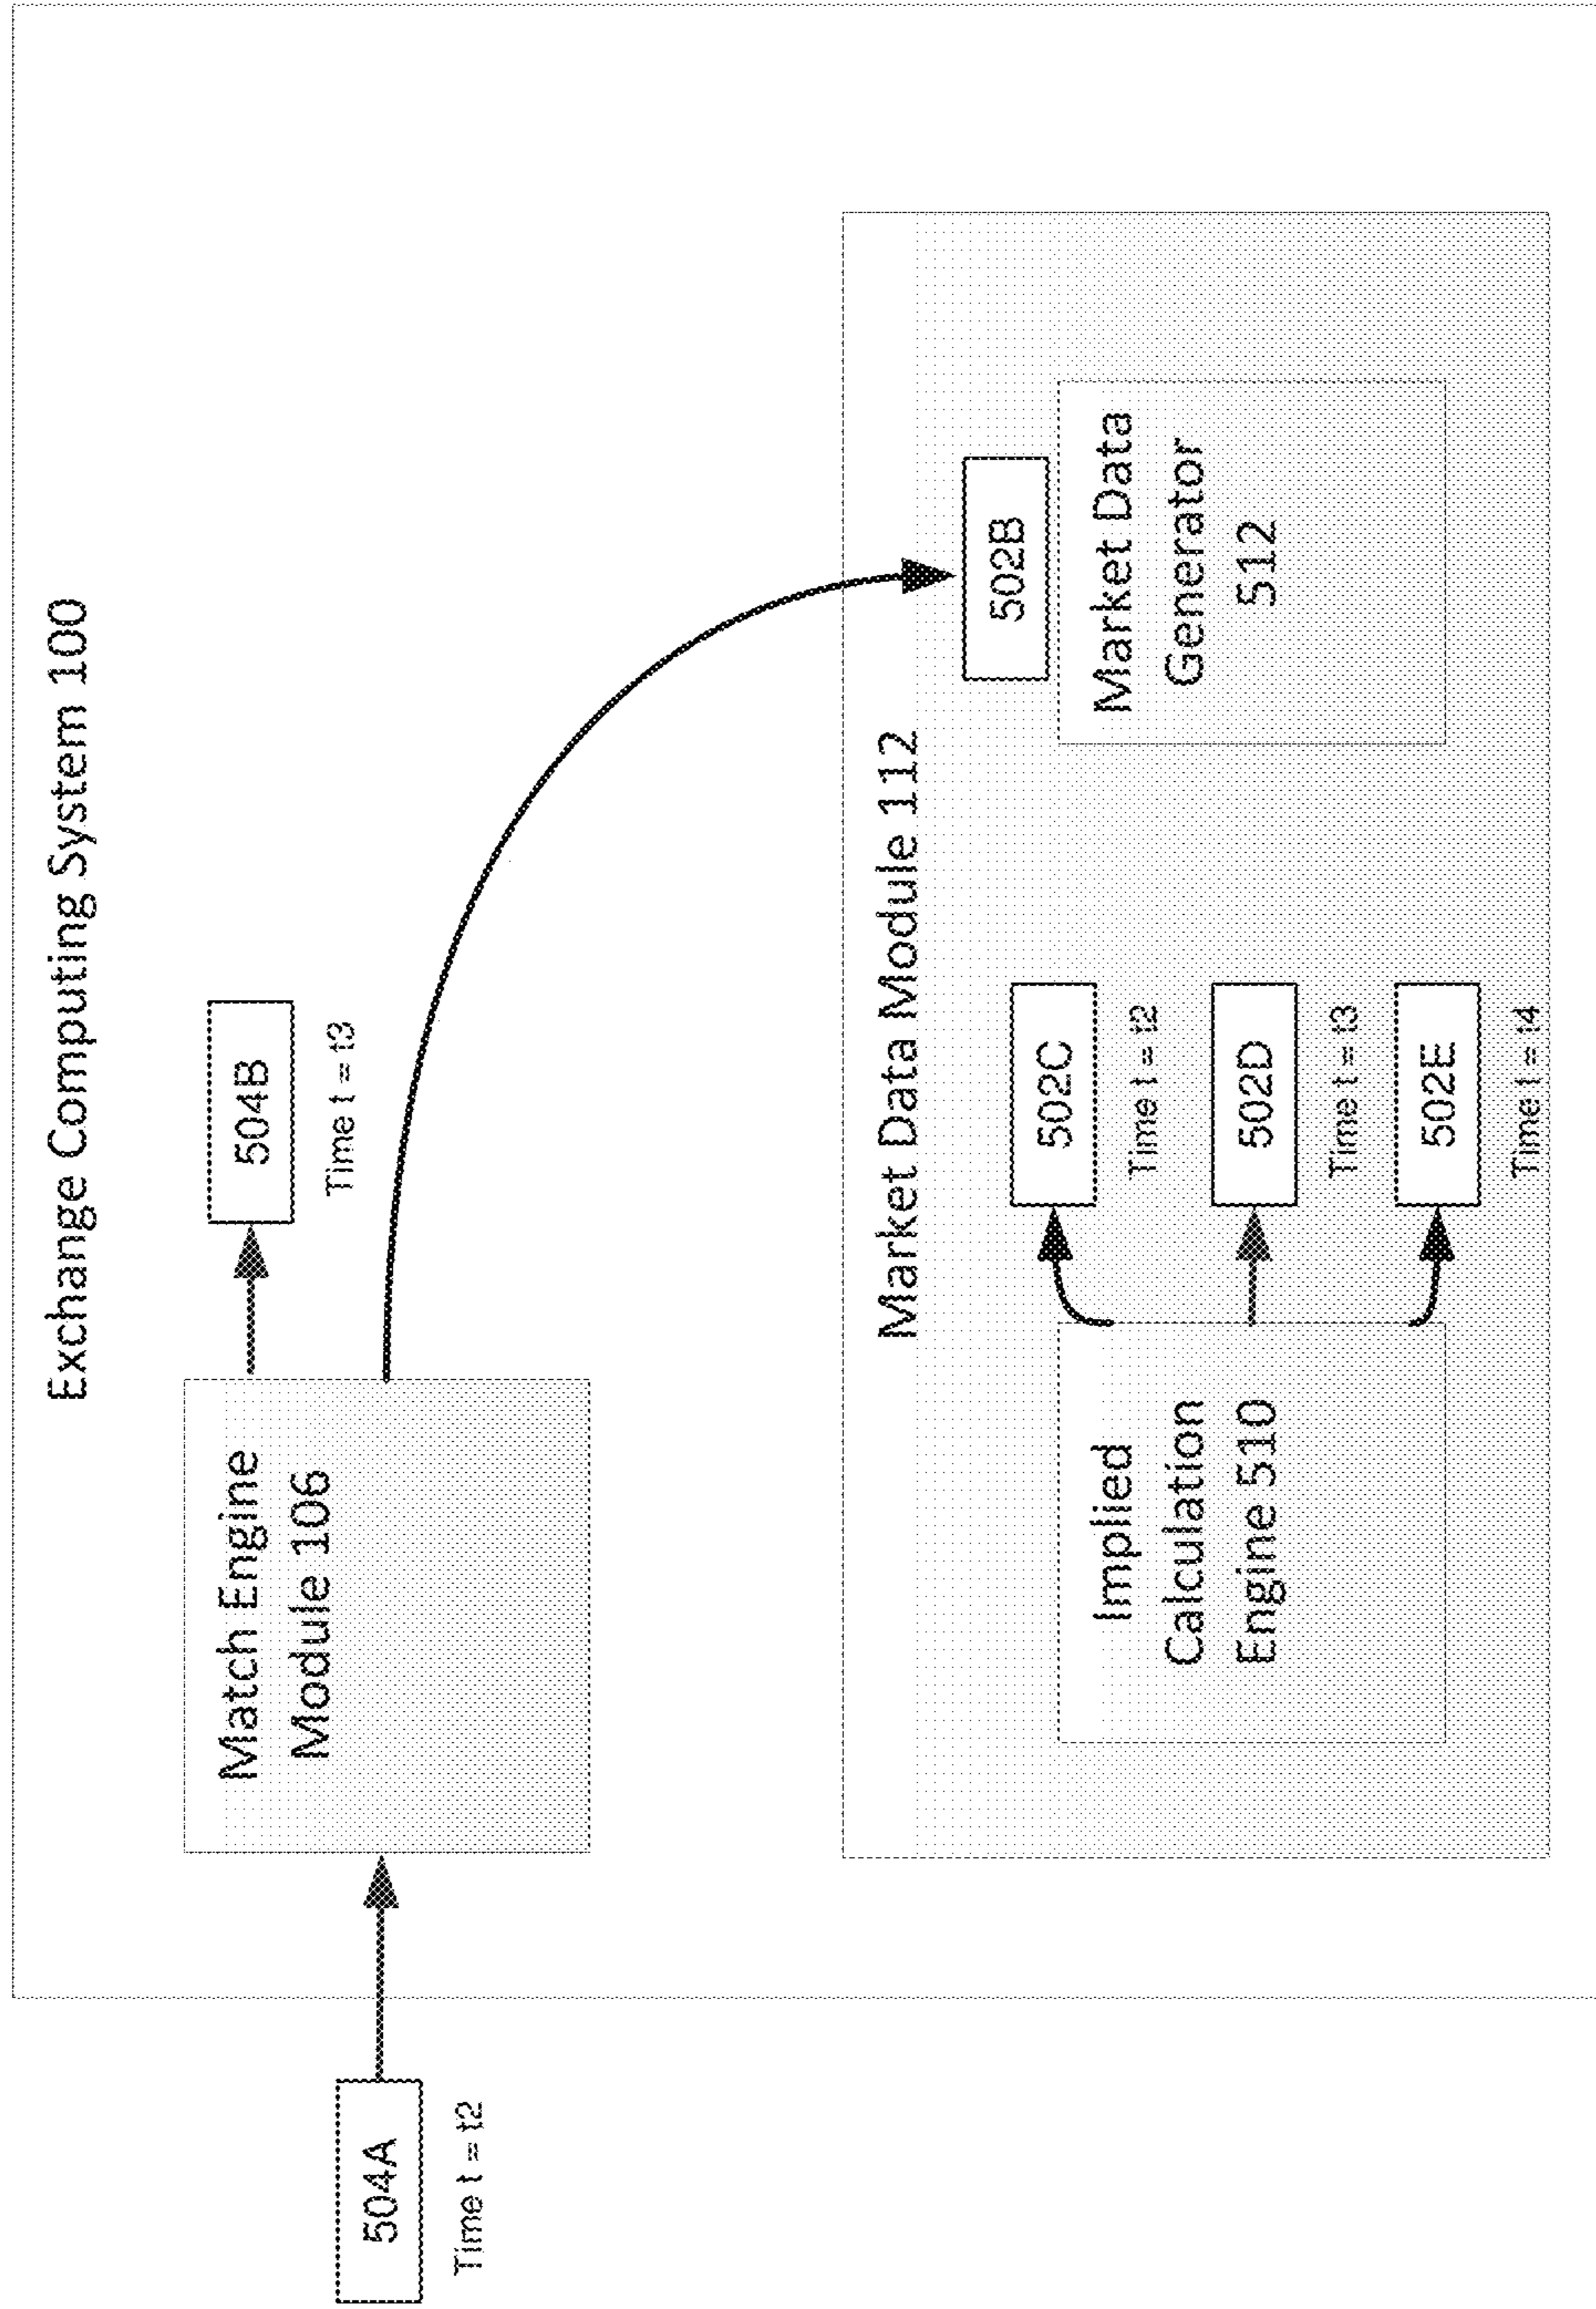 Exchange Computing System 100
504A
Time t = t2
Match Engine
Module 106
504B
Time t = t3
Market Data Module 112
Implied
Calculation
Engine 510
502C
Time t = t2
502D
Time t = t3
502E
Time t = t4
502B
Market Data
Generator
512